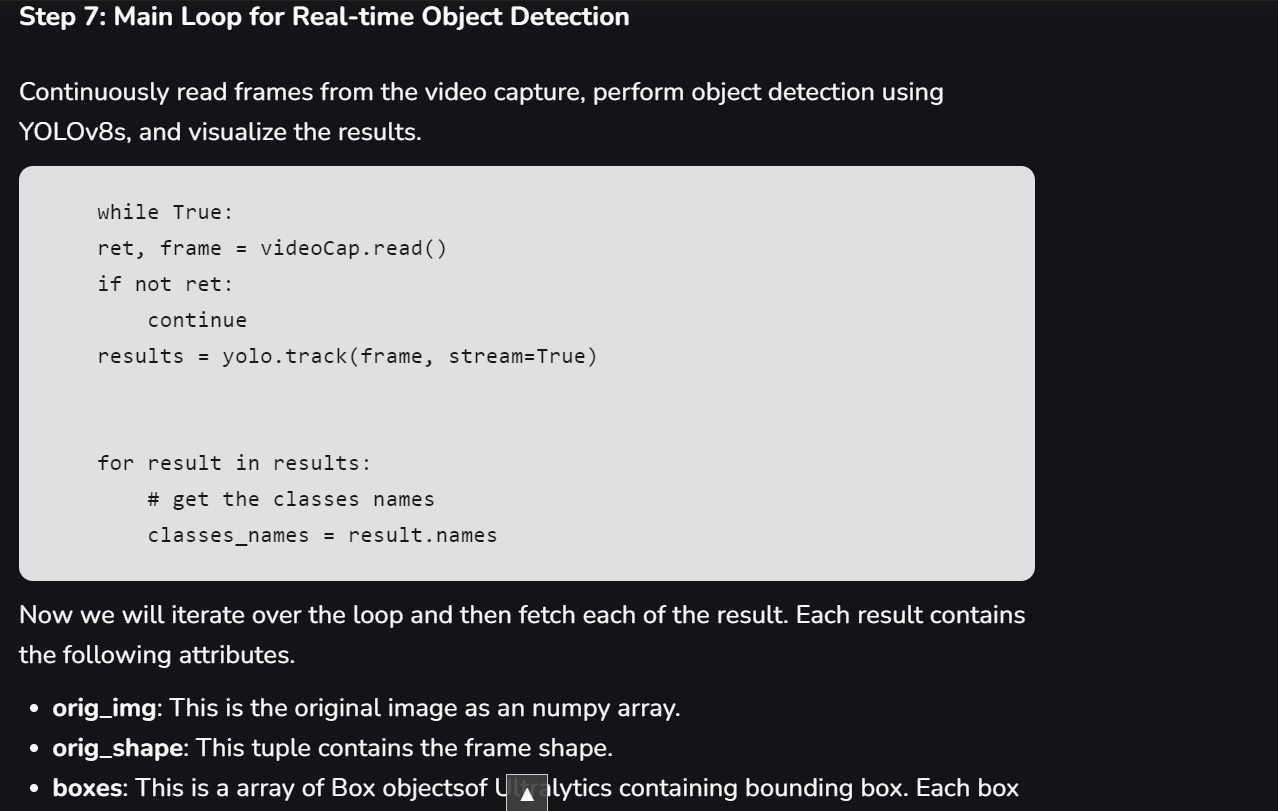 Step 7: Main Loop for Real-time Object Detection
Continuously read frames from the video capture, perform object detection using
YOLOv8s, and visualize the results.
while True:
ret, frame = videoCap.read()
if not ret:
    continue
results = yolo.track(frame, stream=True)
for result in results:
    # get the classes names
    classes_names = result.names
Now we will iterate over the loop and then fetch each of the result. Each result contains
the following attributes.
• orig_img: This is the original image as an numpy array.
• orig_shape: This tuple contains the frame shape.
• boxes: This is a array of Box objectsof Ultralytics containing bounding box. Each box